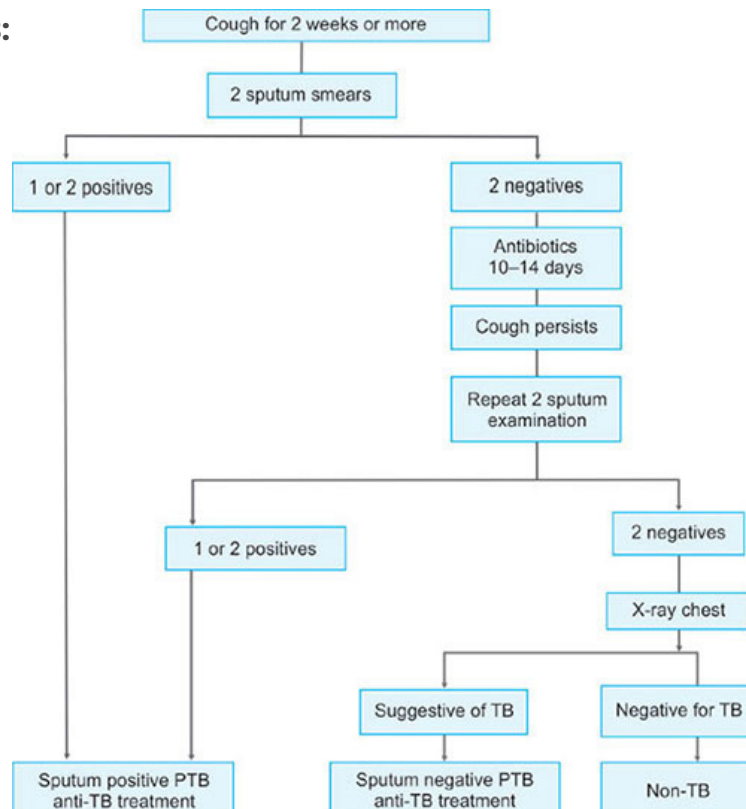 Cough for 2 weeks or more
2 sputum smears
1 or 2 positives
2 negatives
Antibiotics
10–14 days
Cough persists
Repeat 2 sputum
examination
1 or 2 positives
2 negatives
X-ray chest
Suggestive of TB
Negative for TB
Sputum positive PTB
anti-TB treatment
Sputum negative PTB
anti-TB treatment
Non-TB